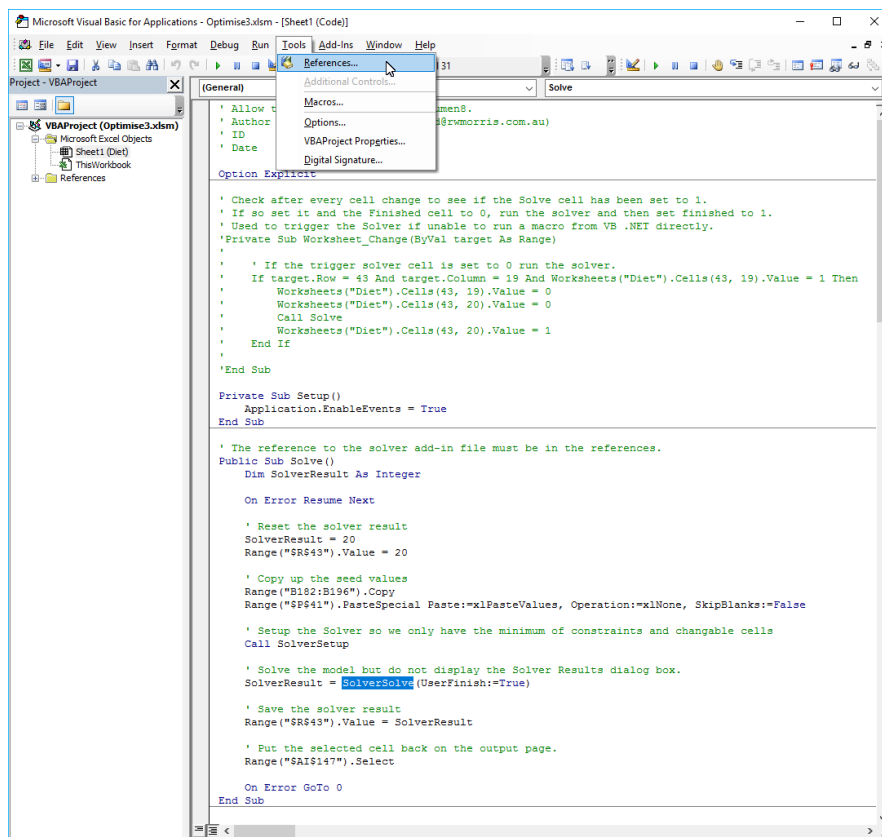 Microsoft Visual Basic for Applications - Optimise3.xlsm - [Sheet1 (Code)]
File Edit View Insert Format Debug Run Tools Add-Ins Window Help
References...
Additional Controls...
Macros...
Options...
VBAProject Properties...
Digital Signature...
31
Project - VBAProject
VBAProject (Optimise3.xlsm)
Microsoft Excel Objects
Sheet1 (Diet)
ThisWorkbook
References
(General)
Solve
' Allow t umen8.
' Author d@rwmorris.com.au)
' ID
' Date
Option Explicit
' Check after every cell change to see if the Solve cell has been set to 1.
' If so set it and the Finished cell to 0, run the solver and then set finished to 1.
' Used to trigger the Solver if unable to run a macro from VB .NET directly.
'Private Sub Worksheet_Change(ByVal target As Range)
'
' ' If the trigger solver cell is set to 0 run the solver.
' If target.Row = 43 And target.Column = 19 And Worksheets("Diet").Cells(43, 19).Value = 1 Then
' Worksheets("Diet").Cells(43, 19).Value = 0
' Worksheets("Diet").Cells(43, 20).Value = 0
' Call Solve
' Worksheets("Diet").Cells(43, 20).Value = 1
' End If
'
'End Sub
Private Sub Setup()
Application.EnableEvents = True
End Sub
' The reference to the solver add-in file must be in the references.
Public Sub Solve()
Dim SolverResult As Integer
On Error Resume Next
' Reset the solver result
SolverResult = 20
Range("$R$43").Value = 20
' Copy up the seed values
Range("B182:B196").Copy
Range("$P$41").PasteSpecial Paste:=xlPasteValues, Operation:=xlNone, SkipBlanks:=False
' Setup the Solver so we only have the minimum of constraints and changable cells
Call SolverSetup
' Solve the model but do not display the Solver Results dialog box.
SolverResult = SolverSolve(UserFinish:=True)
' Save the solver result
Range("$R$43").Value = SolverResult
' Put the selected cell back on the output page.
Range("$AI$147").Select
On Error GoTo 0
End Sub